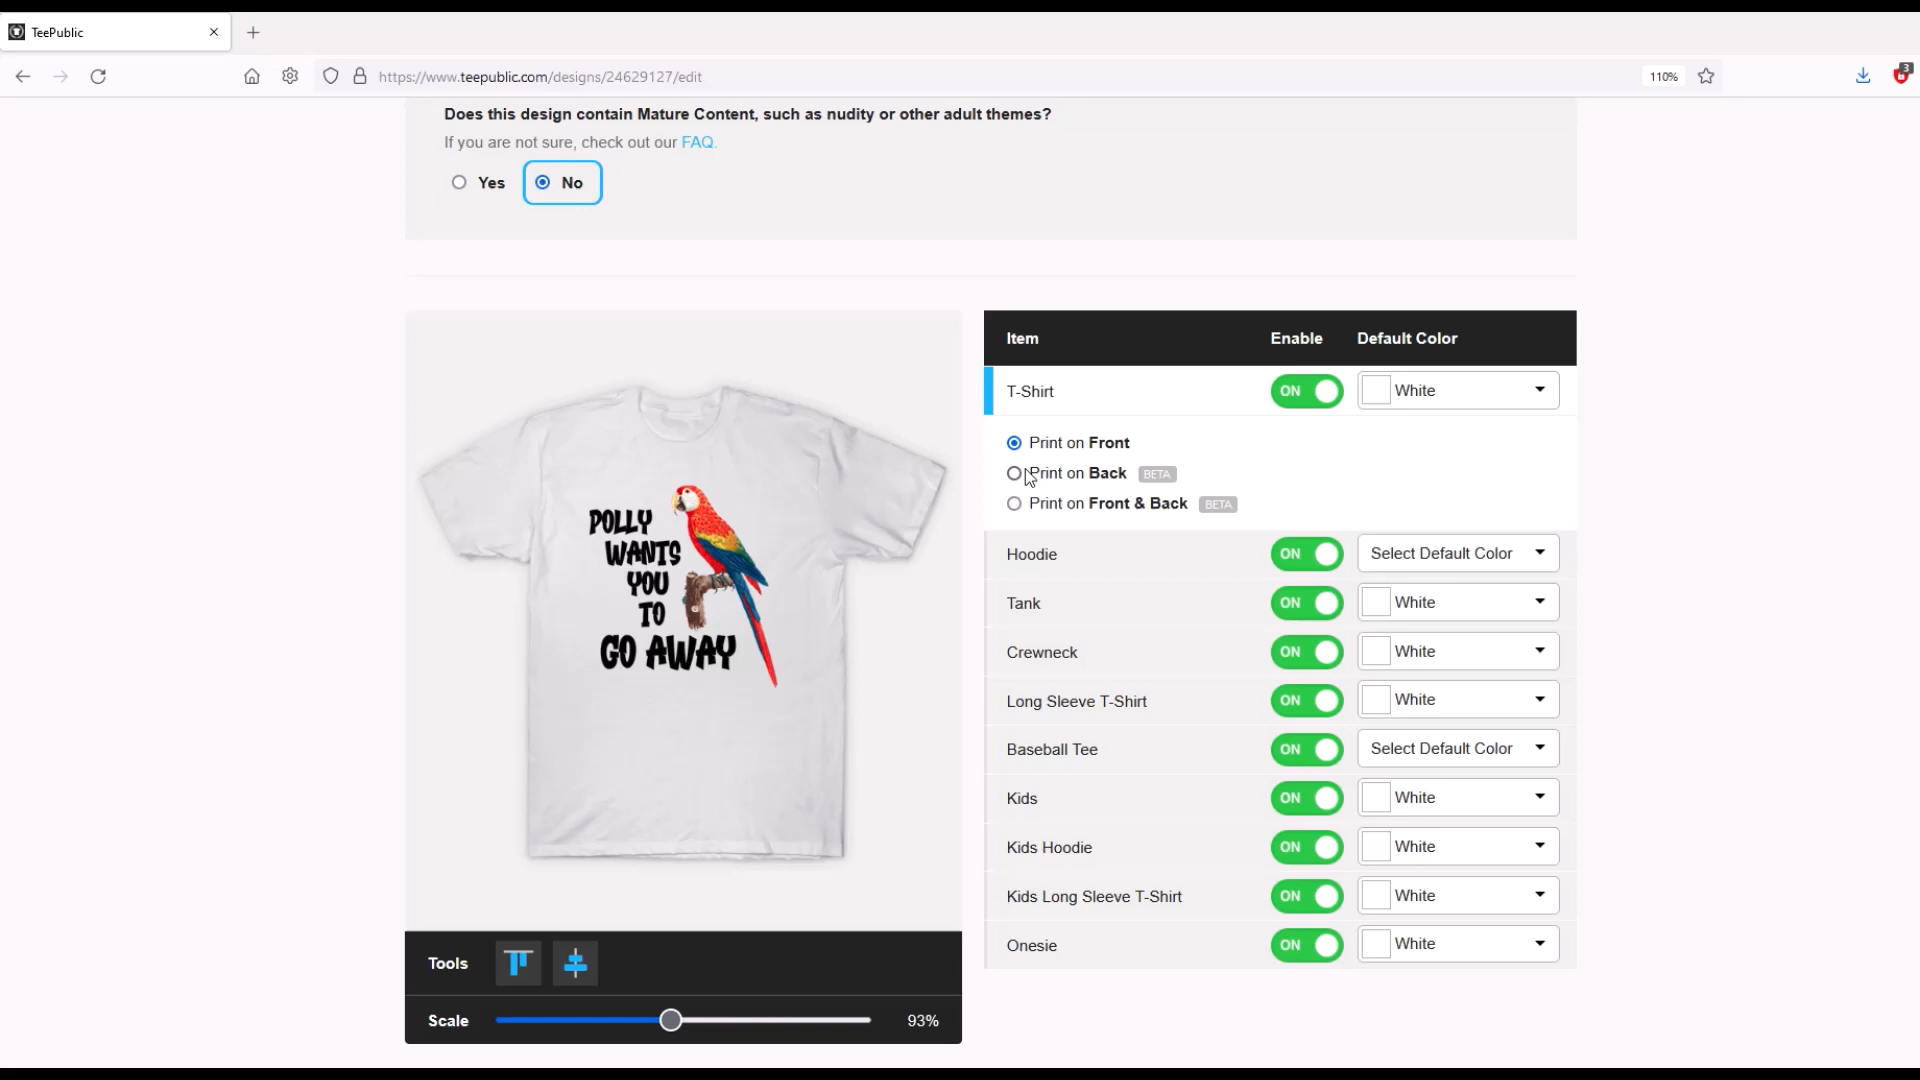 TeePublic
https://www.teepublic.com/designs/24629127/edit
110%
3
Does this design contain Mature Content, such as nudity or other adult themes?
If you are not sure, check out our FAQ.
Yes No
Item Enable Default Color
T-Shirt ON White
Print on Front
Print on Back BETA
Print on Front & Back BETA
Hoodie ON Select Default Color
Tank ON White
Crewneck ON White
Long Sleeve T-Shirt ON White
Baseball Tee ON Select Default Color
Kids ON White
Kids Hoodie ON White
Kids Long Sleeve T-Shirt ON White
Onesie ON White
POLLY
WANTS
YOU
TO
GO AWAY
Tools
Scale 93%